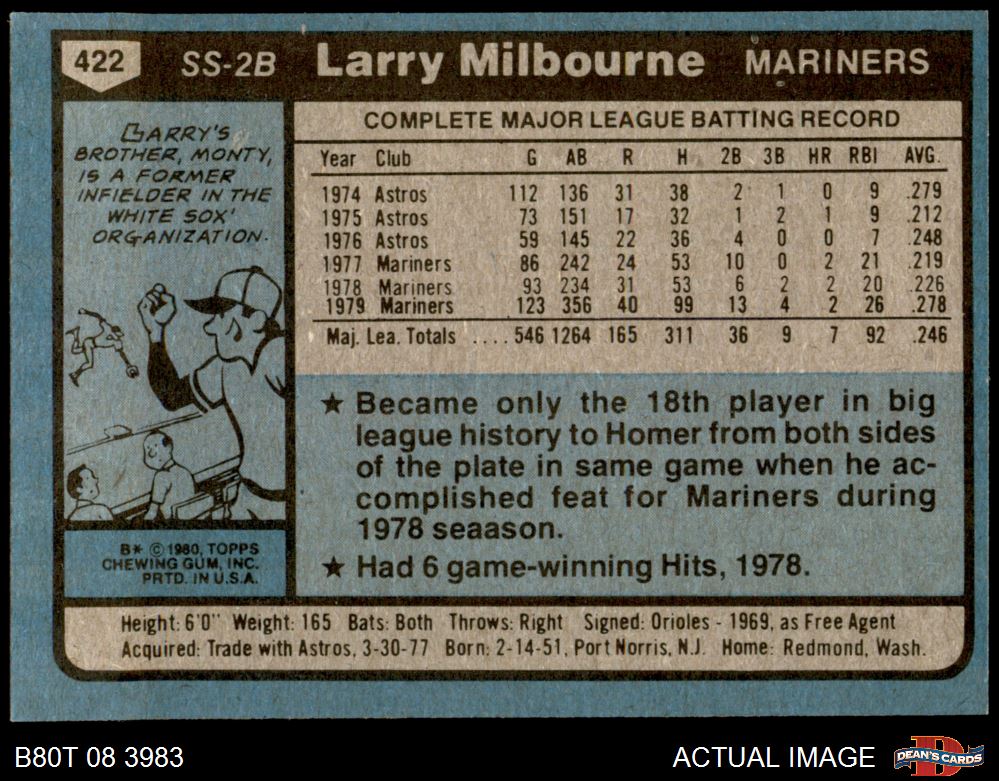 422 SS-2B Larry Milbourne MARINERS
LARRY'S
BROTHER, MONTY,
IS A FORMER
INFIELDER IN THE
WHITE SOX'
ORGANIZATION.
B* © 1980, TOPPS
CHEWING GUM, INC.
PRTD. IN U.S.A.
COMPLETE MAJOR LEAGUE BATTING RECORD
Year Club G AB R H 2B 3B HR RBI AVG.
1974 Astros 112 136 31 38 2 1 0 9 .279
1975 Astros 73 151 17 32 1 2 1 9 .212
1976 Astros 59 145 22 36 4 0 0 7 .248
1977 Mariners 86 242 24 53 10 0 2 21 .219
1978 Mariners 93 234 31 53 6 2 2 20 .226
1979 Mariners 123 356 40 99 13 4 2 26 .278
Maj. Lea. Totals .... 546 1264 165 311 36 9 7 92 .246
★ Became only the 18th player in big
league history to Homer from both sides
of the plate in same game when he ac-
complished feat for Mariners during
1978 seaason.
★ Had 6 game-winning Hits, 1978.
Height: 6'0" Weight: 165 Bats: Both Throws: Right Signed: Orioles - 1969, as Free Agent
Acquired: Trade with Astros, 3-30-77 Born: 2-14-51, Port Norris, N.J. Home: Redmond, Wash.
B80T 08 3983 ACTUAL IMAGE DEAN'S CARDS